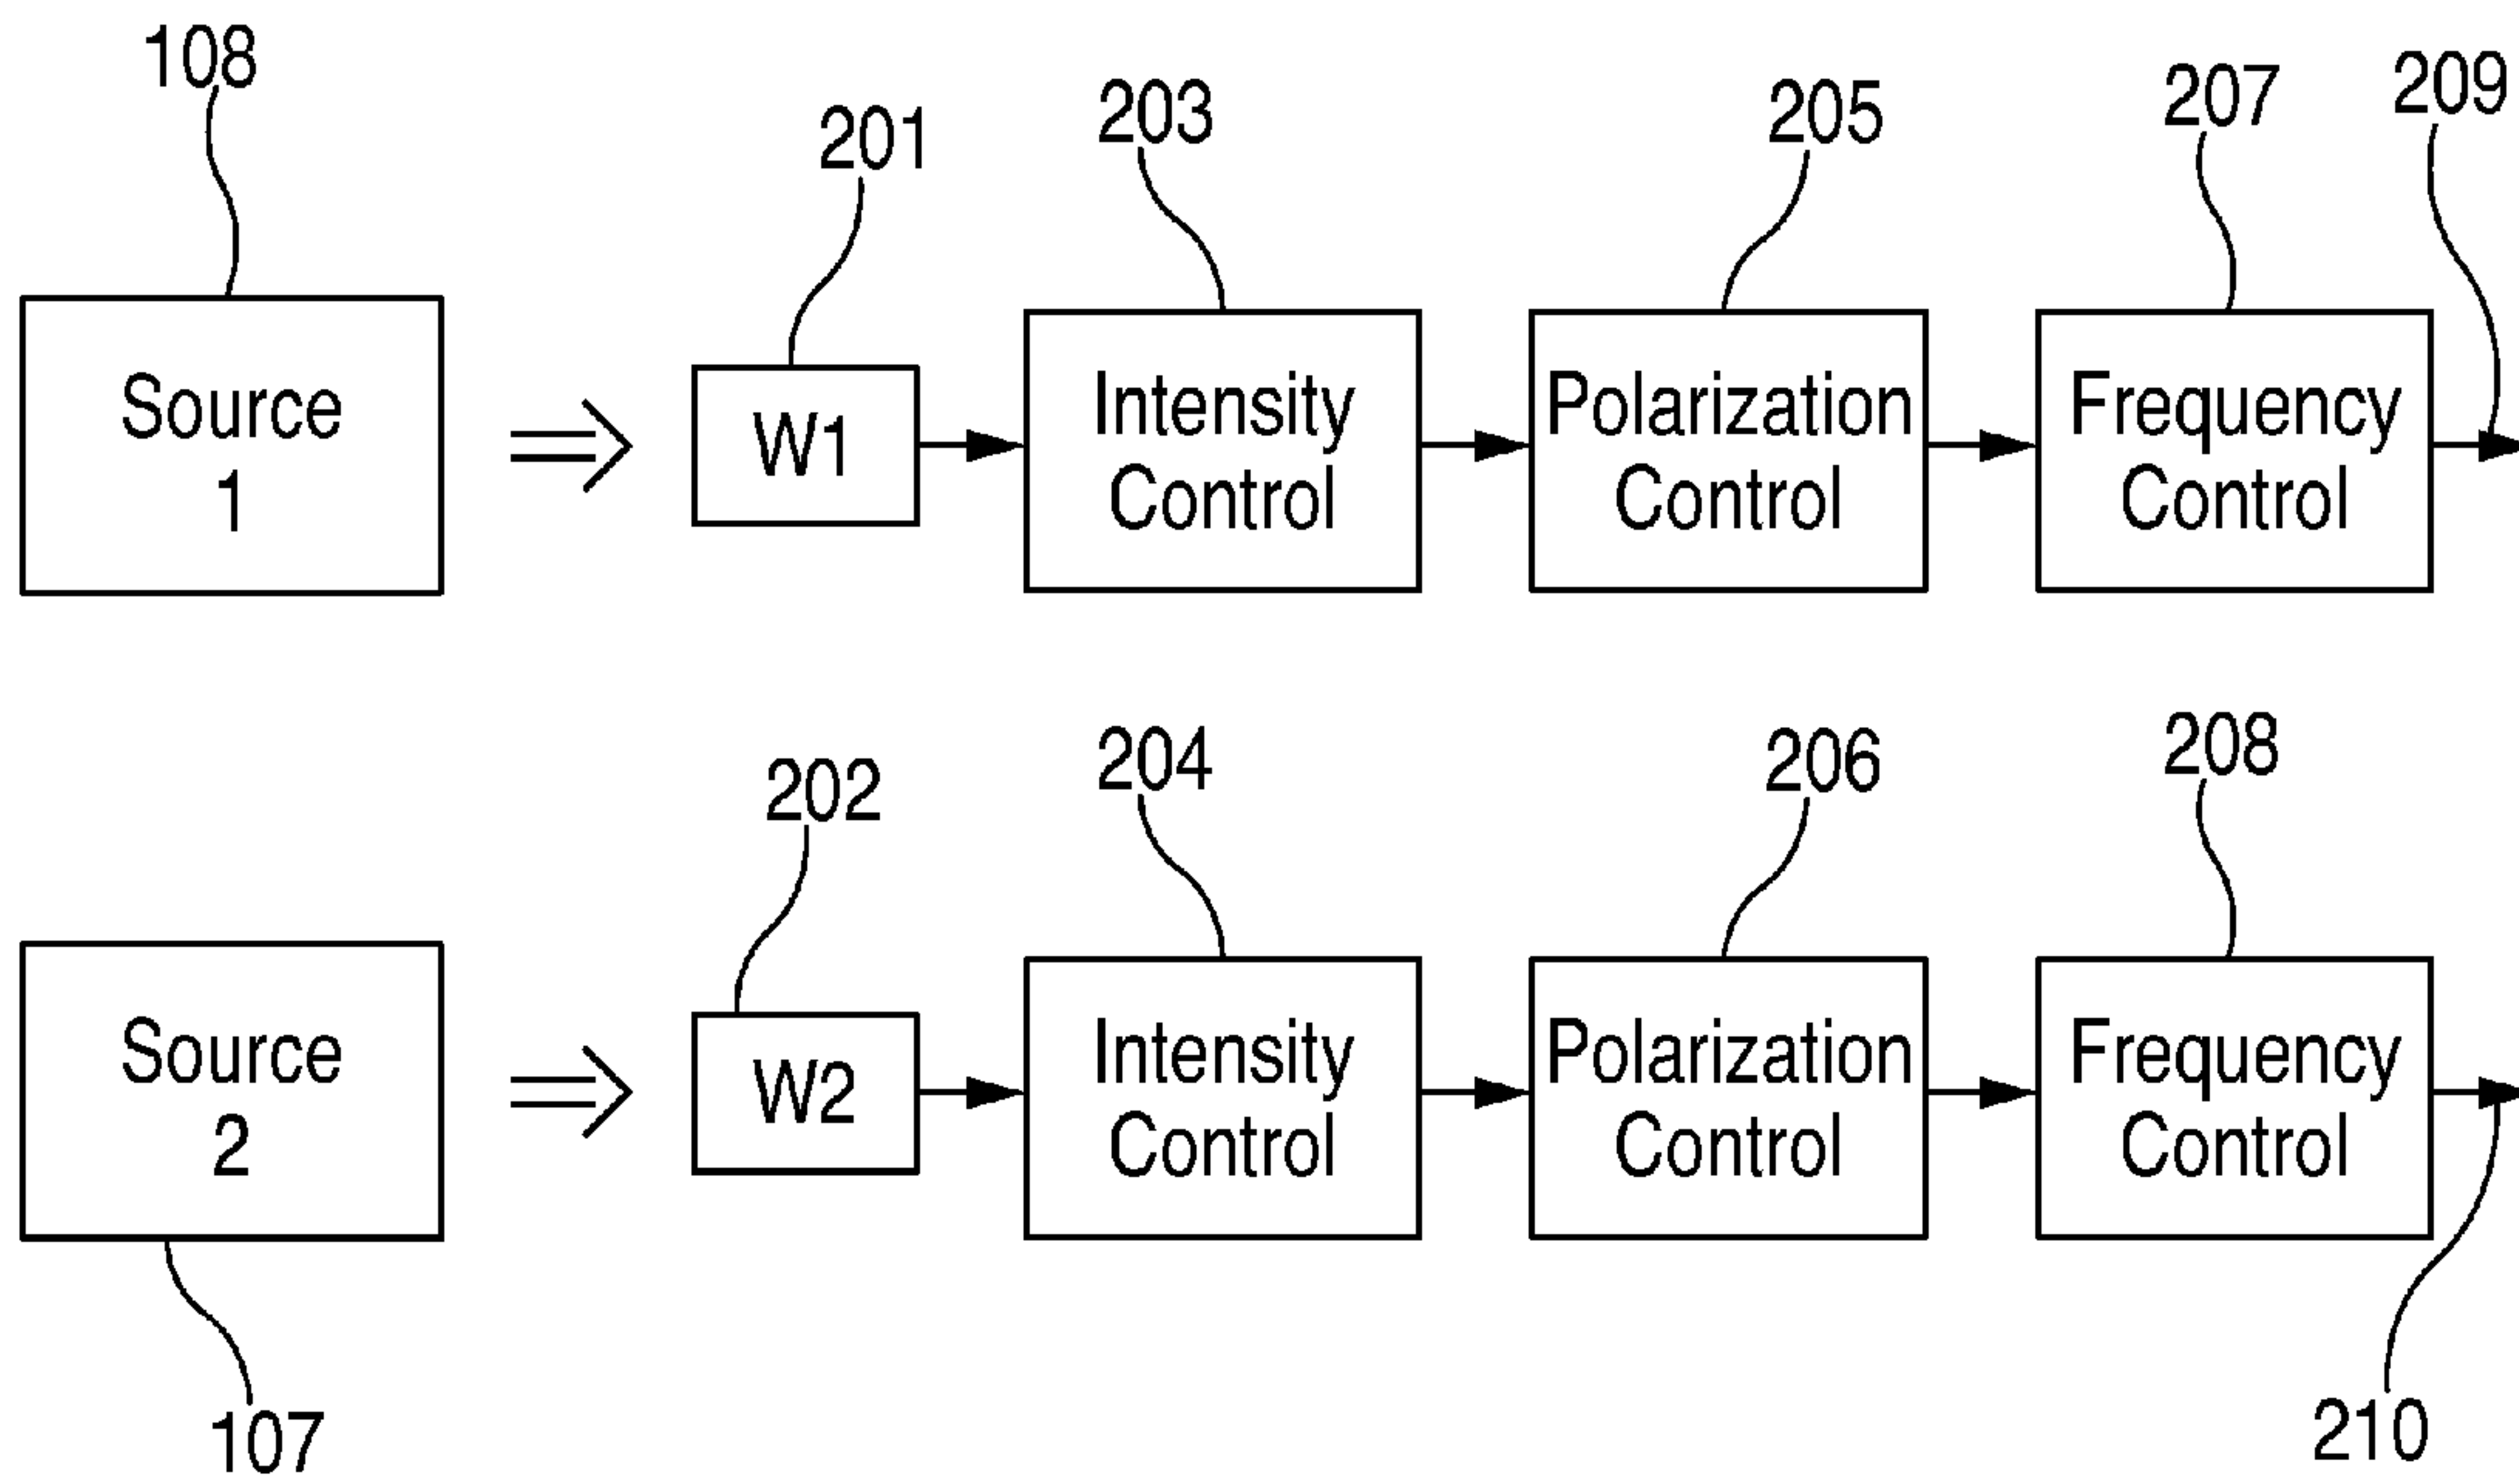 108
201
203
205
207
209
Source
1
W1
Intensity
Control
Polarization
Control
Frequency
Control
202
204
206
208
Source
2
W2
Intensity
Control
Polarization
Control
Frequency
Control
107
210